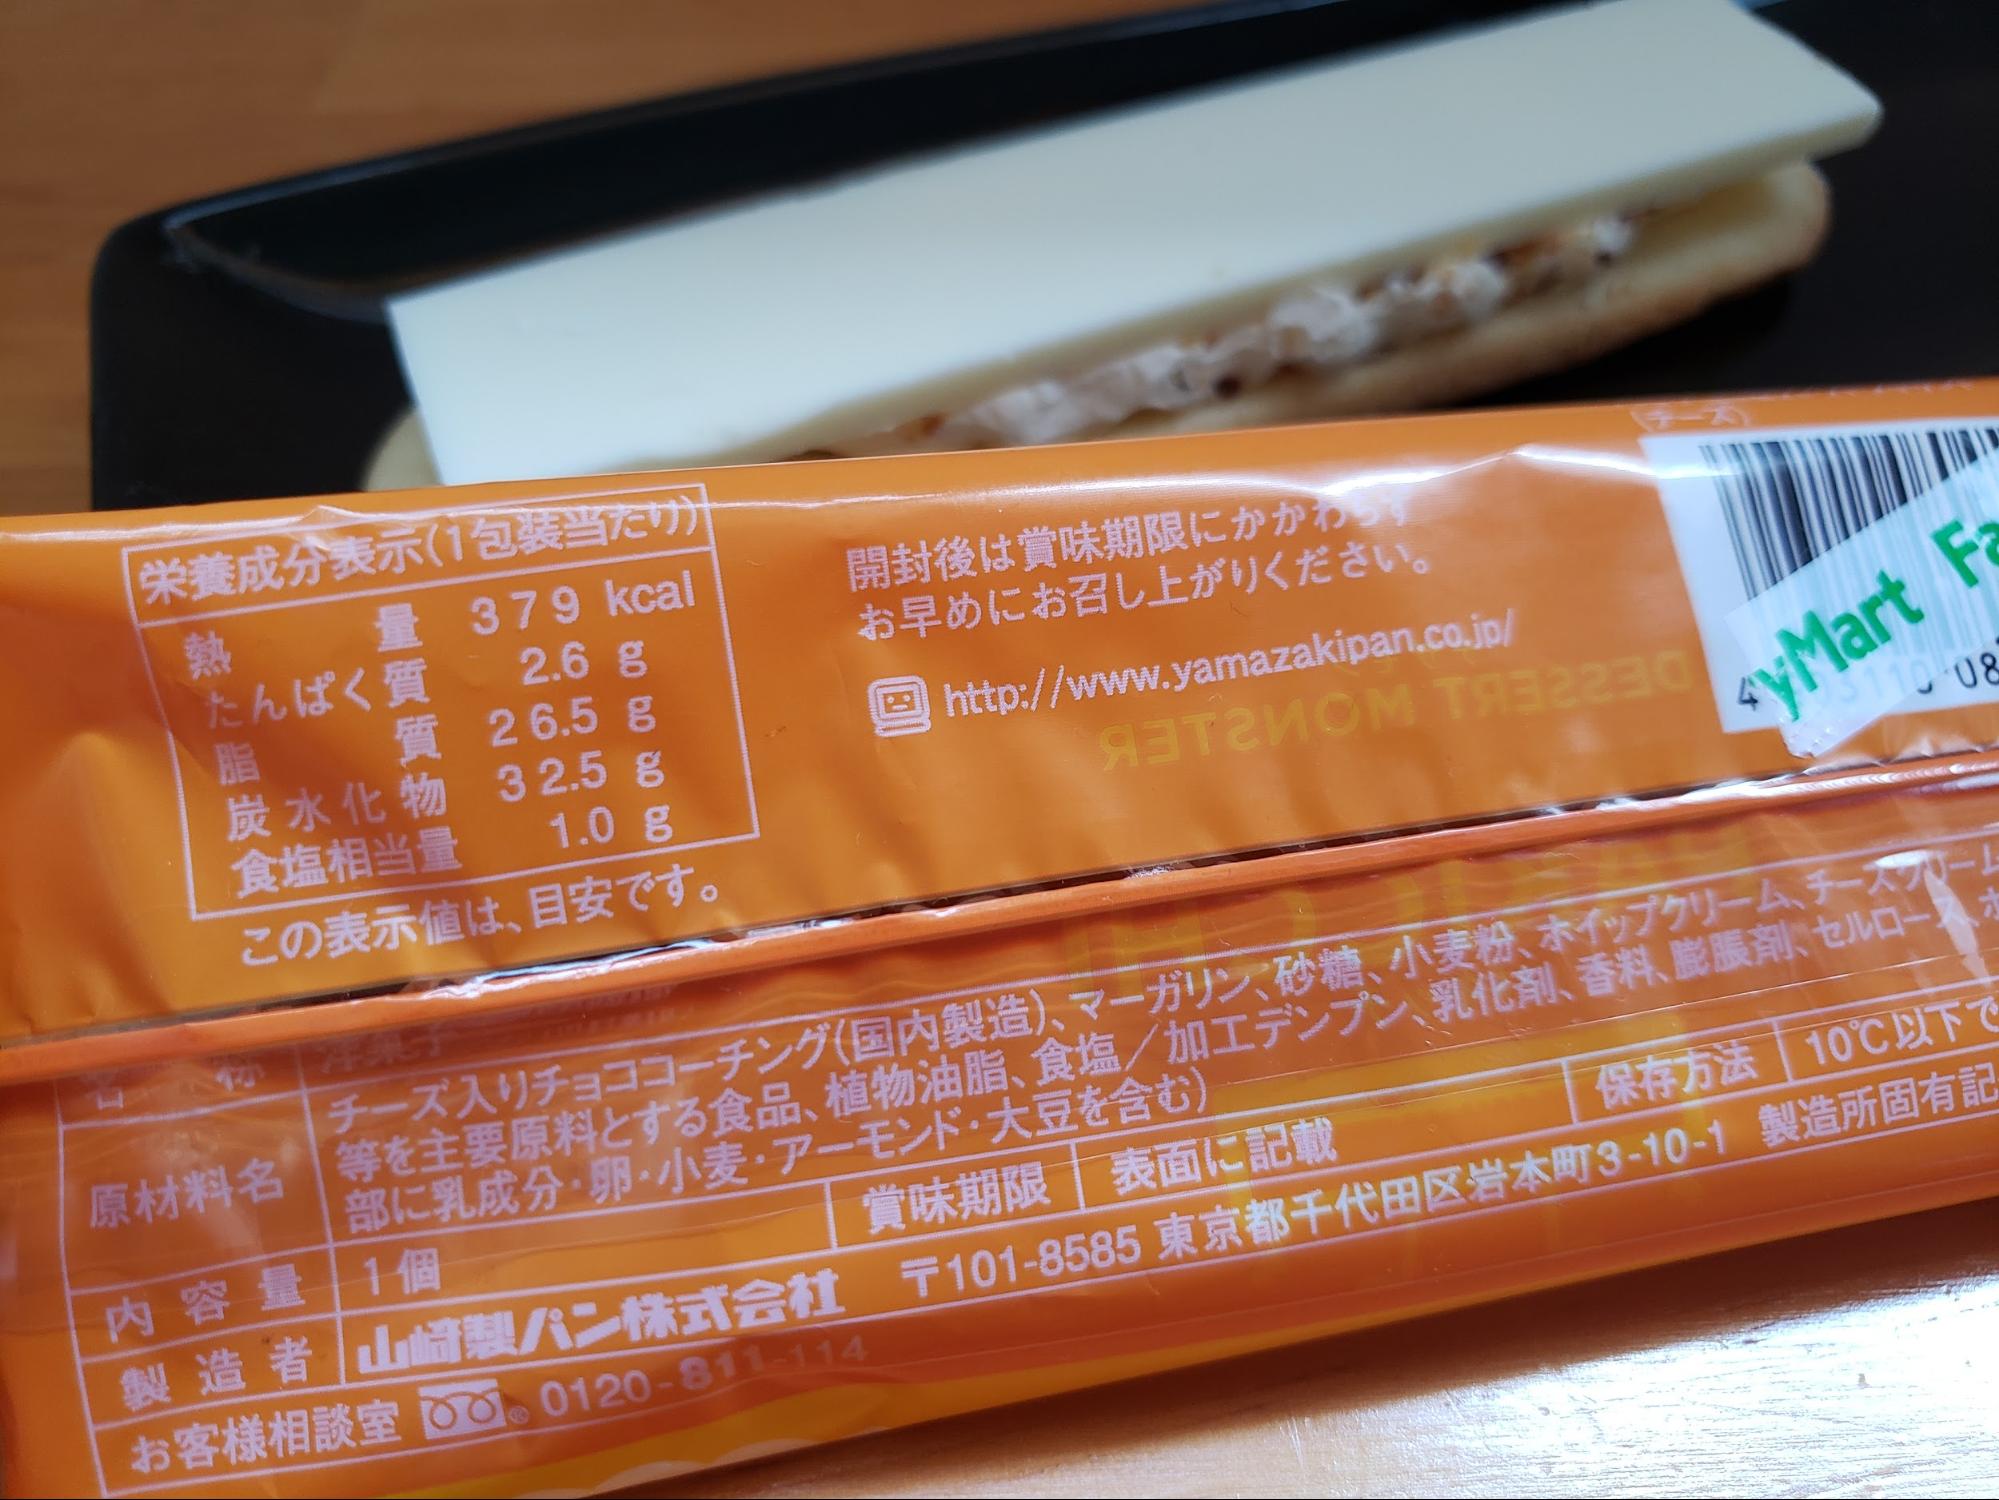 (チーズ)
栄養成分表示(1包装当たり)
熱量 379 kcal
たんぱく質 2.6 g
脂質 26.5 g
炭水化物 32.5 g
食塩相当量 1.0 g
この表示値は、目安です。
開封後は賞味期限にかかわらず
お早めにお召し上がりください。
http://www.yamazakipan.co.jp/
DESSERT MONSTER
yMart Fa
名称 洋菓子
原材料名 チーズ入りチョココーチング(国内製造)、マーガリン、砂糖、小麦粉、ホイップクリーム、チーズクリーム
等を主要原料とする食品、植物油脂、食塩/加工デンプン、乳化剤、香料、膨脹剤、セルロース、
部に乳成分・卵・小麦・アーモンド・大豆を含む)
内容量 1個 賞味期限 表面に記載 保存方法 10℃以下で
製造者 山崎製パン株式会社 〒101-8585 東京都千代田区岩本町3-10-1 製造所固有記
お客様相談室 0120-811-114